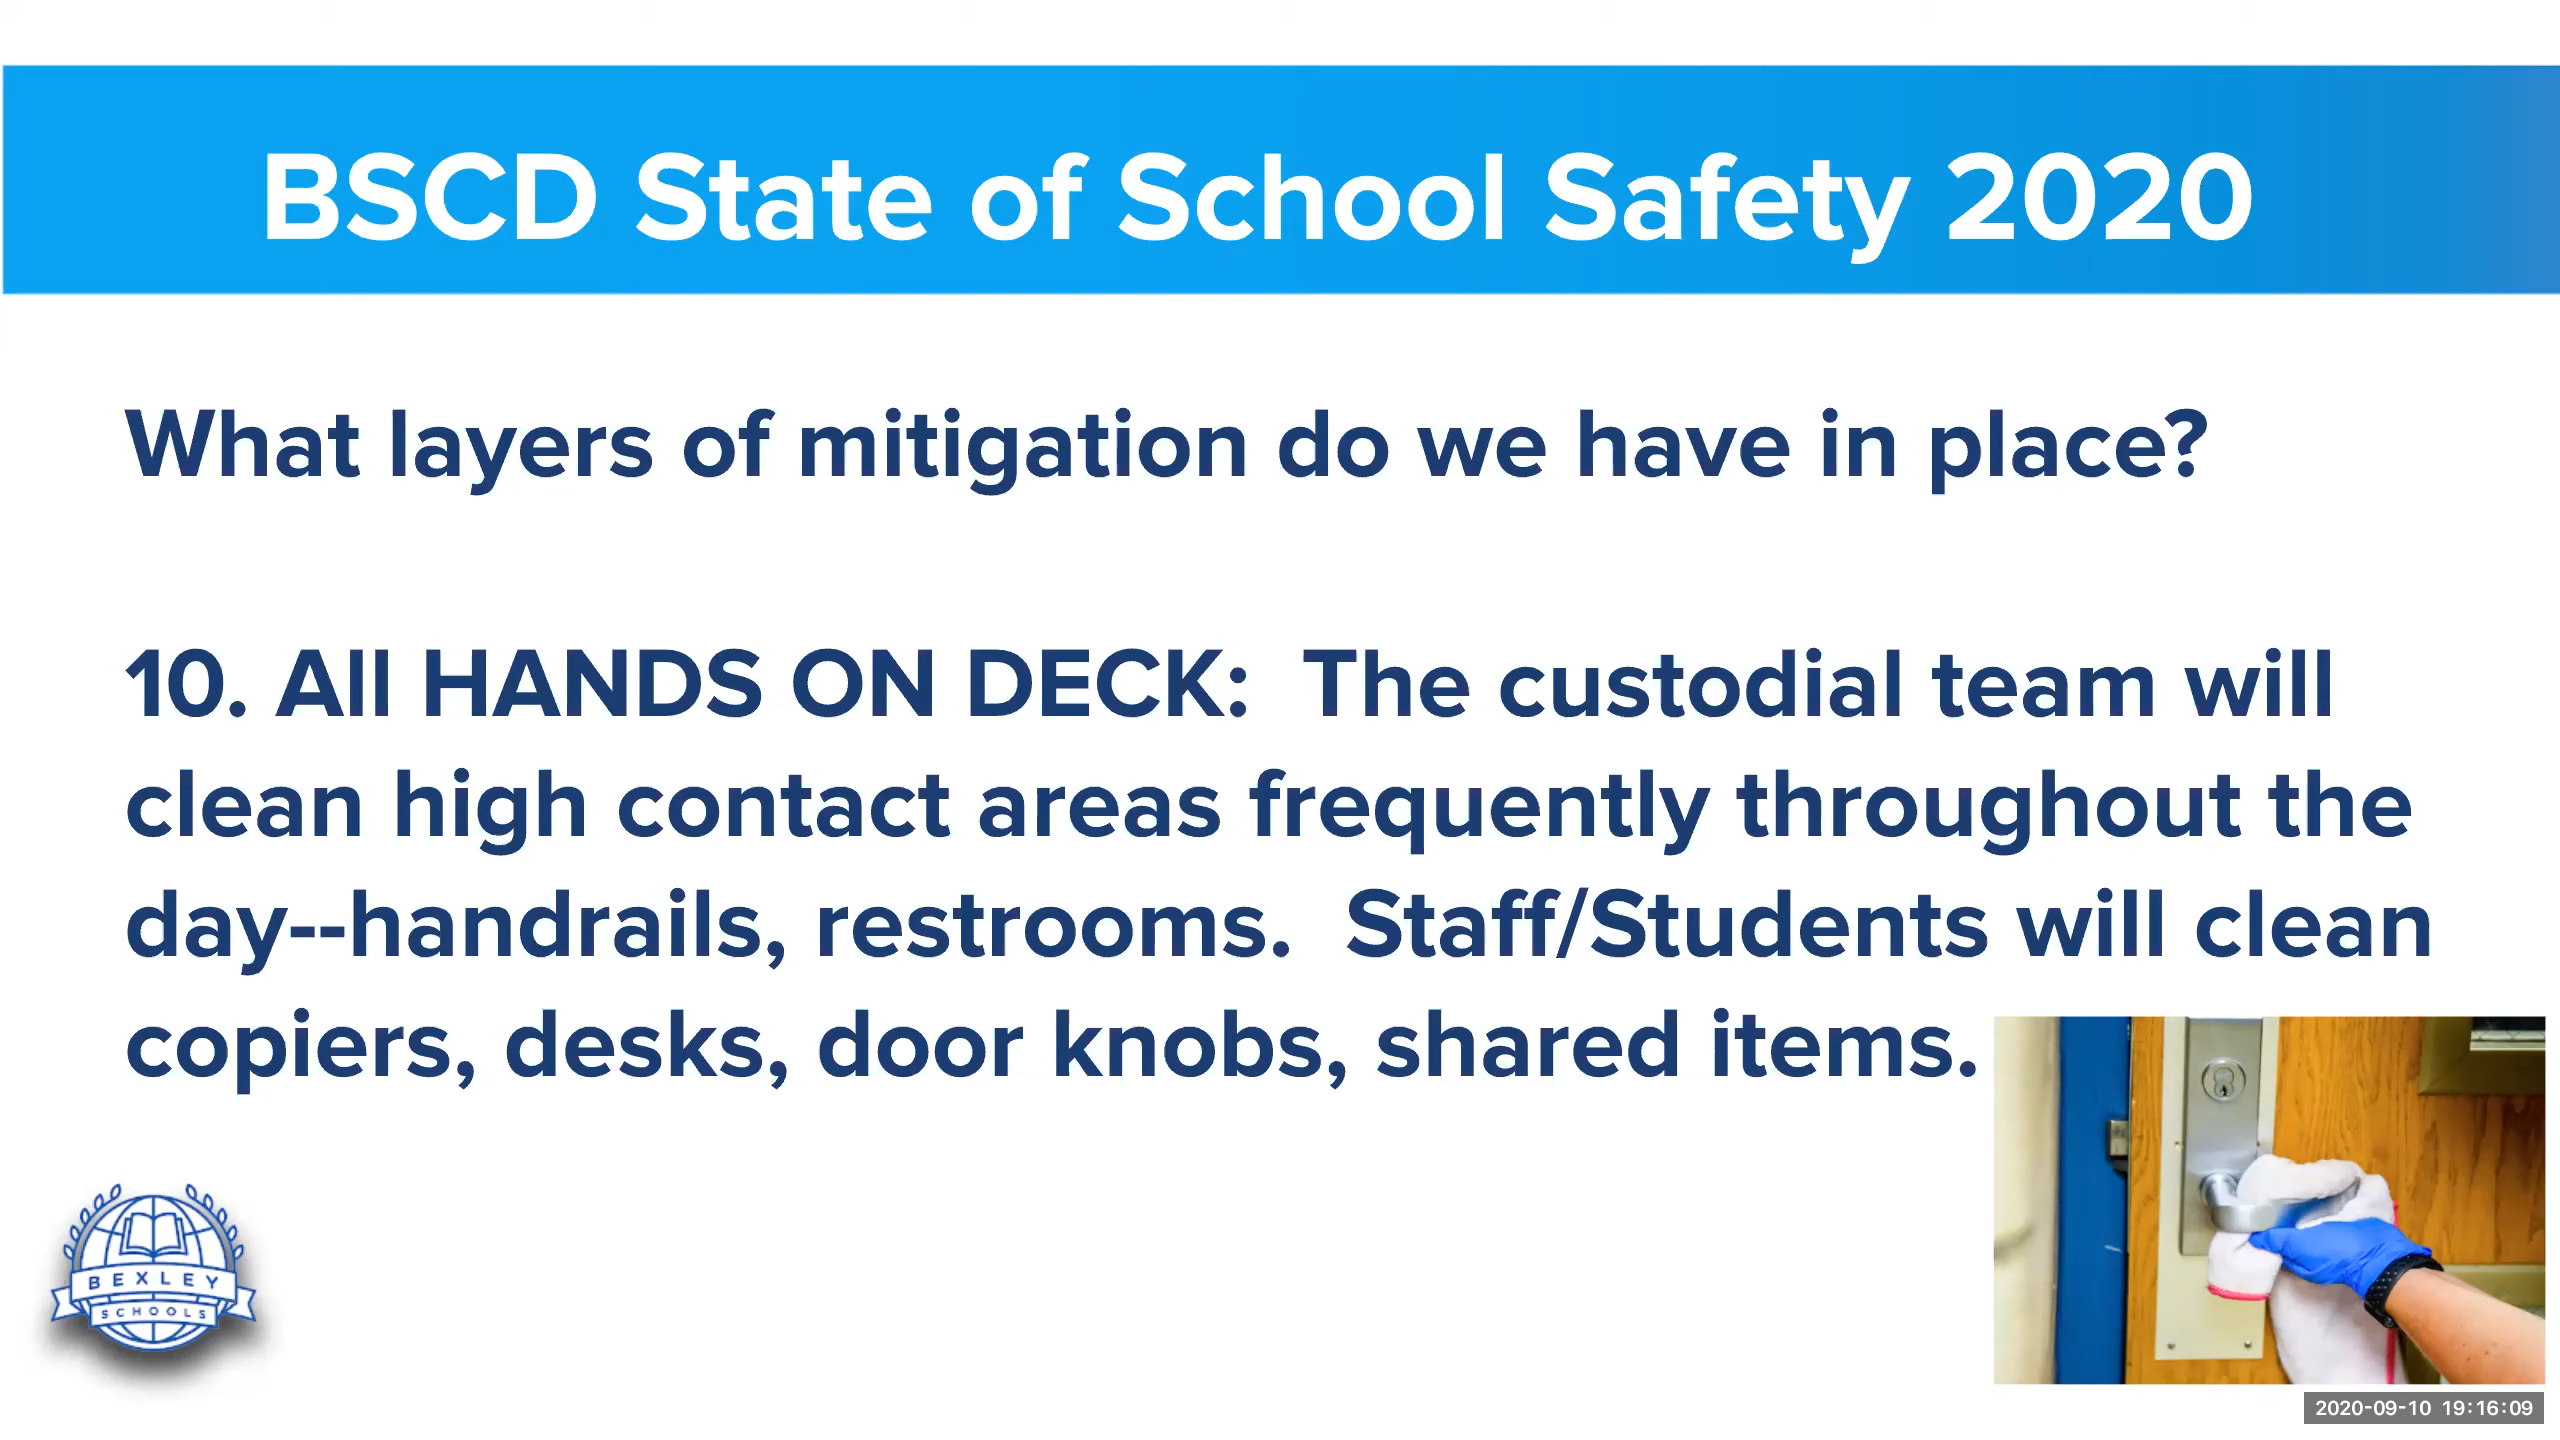 BSCD State of School Safety 2020
What layers of mitigation do we have in place?
10. All HANDS ON DECK:  The custodial team will
clean high contact areas frequently throughout the
day--handrails, restrooms.  Staff/Students will clean
copiers, desks, door knobs, shared items.
BEXLEY
SCHOOLS
2020-09-10 19:16:09